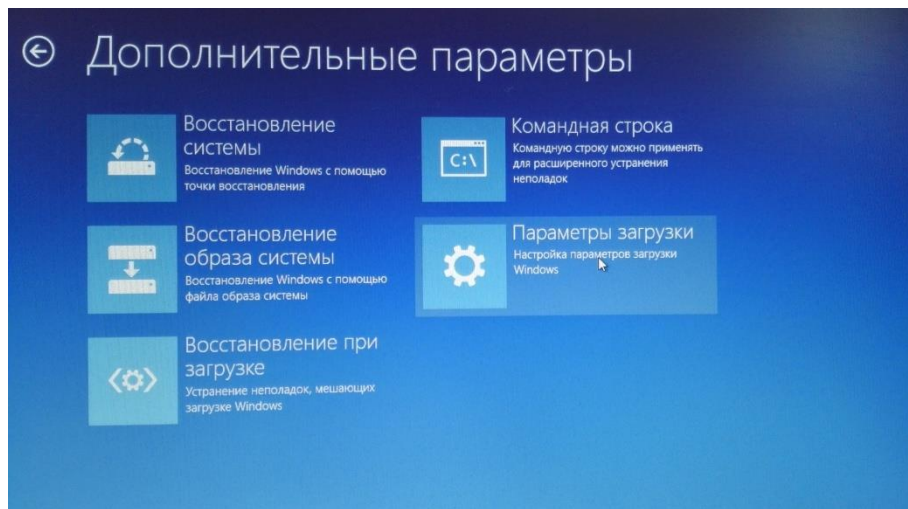 Дополнительные параметры
Восстановление
системы
Восстановление Windows с помощью
точки восстановления
Восстановление
образа системы
Восстановление Windows с помощью
файла образа системы
Восстановление при
загрузке
Устранение неполадок, мешающих
загрузке Windows
C:\
Командная строка
Командную строку можно применять
для расширенного устранения
неполадок
Параметры загрузки
Настройка параметров загрузки
Windows